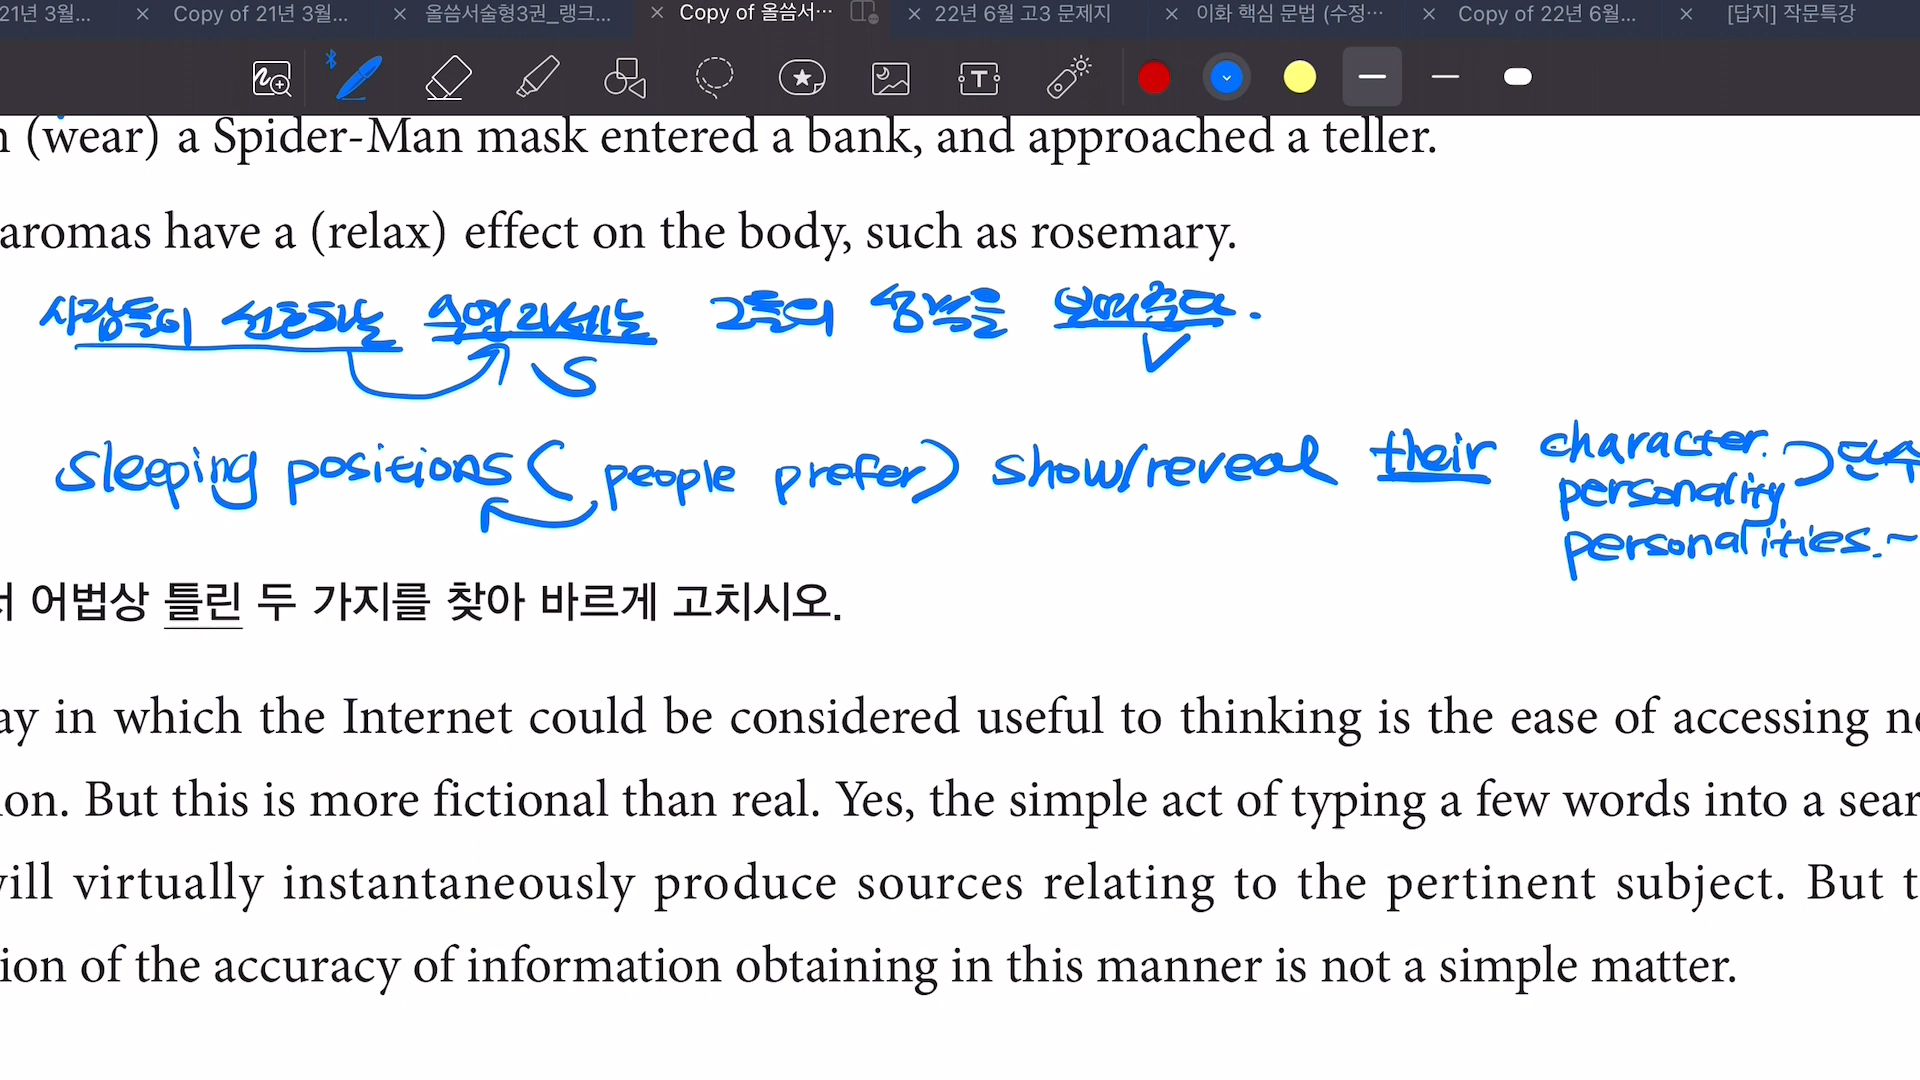 21년 3월... × Copy of 21년 3월... × 올씀서술형3권_랭크... × Copy of 올씀서... × 22년 6월 고3 문제지 × 이화 핵심 문법 (수정... × Copy of 22년 6월... × [답지] 작문특강
(wear) a Spider-Man mask entered a bank, and approached a teller.
aromas have a (relax) effect on the body, such as rosemary.
사람들이 선호하는 수면자세는 그들의 성격을 보여준다.
S V
sleeping positions (people prefer) show/reveal their character. 단수
personality
personalities.~
어법상 틀린 두 가지를 찾아 바르게 고치시오.
ay in which the Internet could be considered useful to thinking is the ease of accessing
ion. But this is more fictional than real. Yes, the simple act of typing a few words into a sear
will virtually instantaneously produce sources relating to the pertinent subject. But t
ion of the accuracy of information obtaining in this manner is not a simple matter.